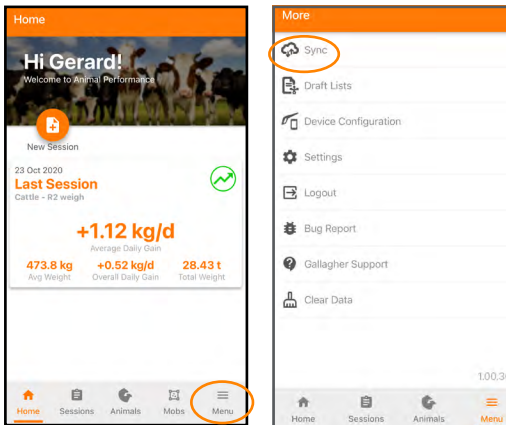 Home
Hi Gerard!
Welcome to Animal Performance
New Session
23 Oct 2020
Last Session
Cattle - R2 weigh
+1.12 kg/d
Average Daily Gain
473.8 kg +0.52 kg/d 28.43 t
Avg Weight Overall Daily Gain Total Weight
Home Sessions Animals Mobs Menu
More
Sync
Draft Lists
Device Configuration
Settings
Logout
Bug Report
Gallagher Support
Clear Data
Home Sessions Animals Menu